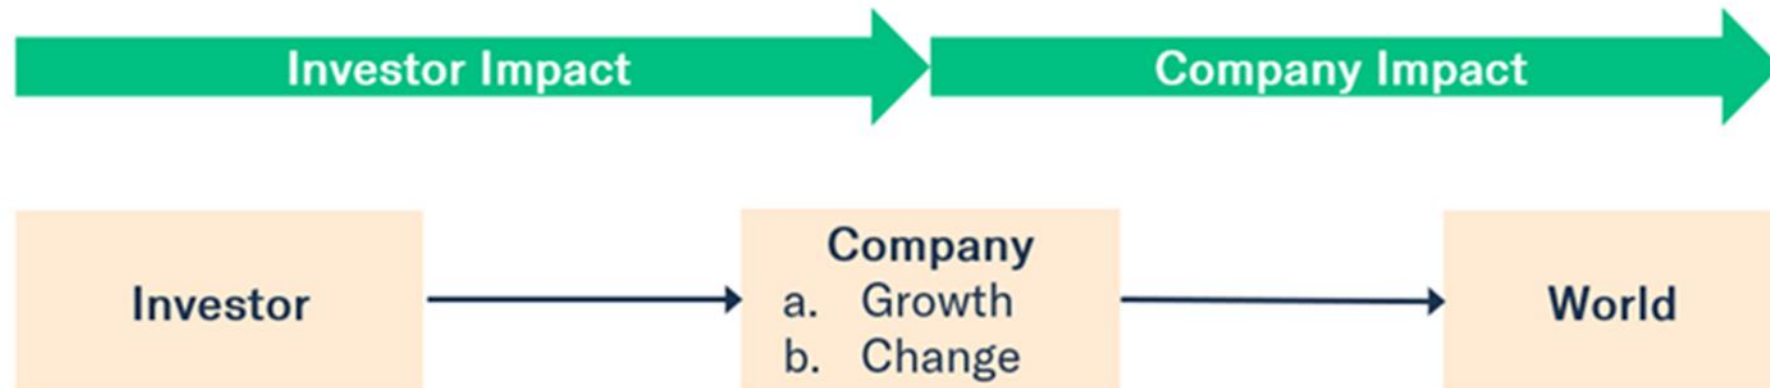 Investor Impact
Company Impact
Investor
Company
a. Growth
b. Change
World